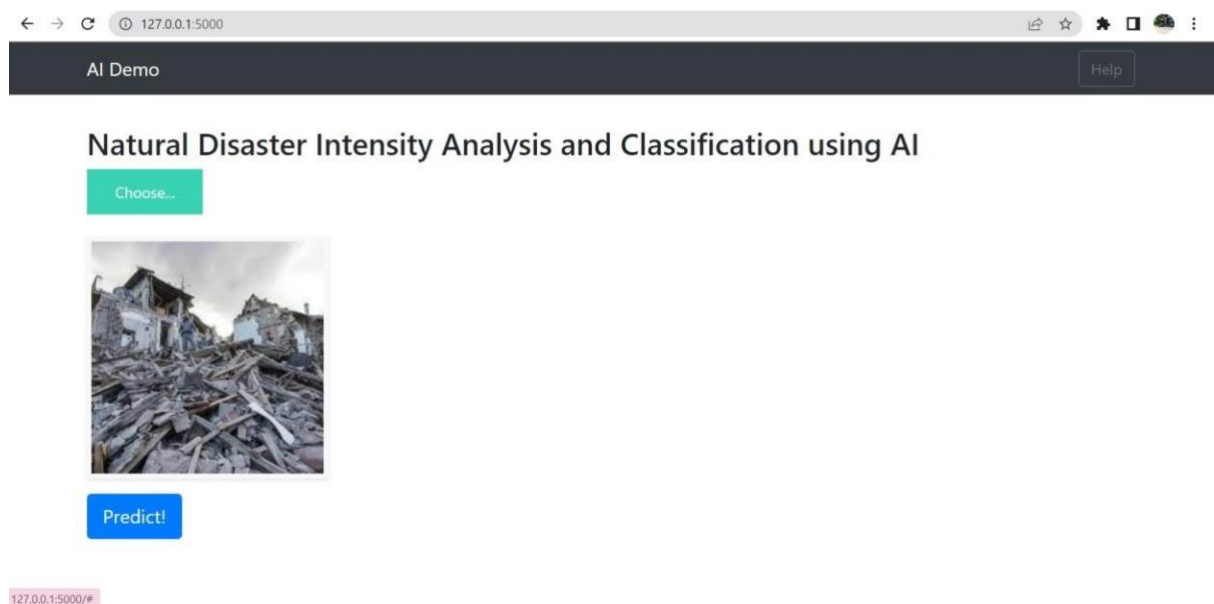 127.0.0.1:5000
AI Demo
Help
Natural Disaster Intensity Analysis and Classification using AI
Choose...
Predict!
127.0.0.1:5000/#